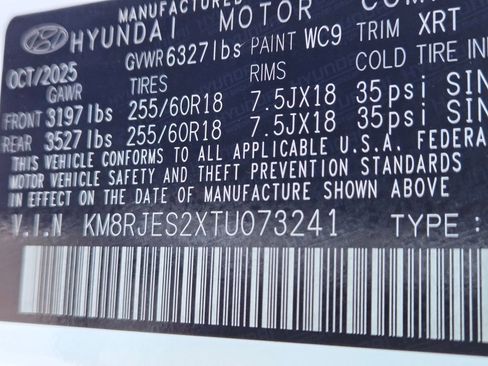 MANUFACTURED
HYUNDAI MOTOR COM
OCT/2025 GVWR 6327 lbs PAINT WC9 TRIM XRT
GAWR TIRES RIMS COLD TIRE IN
FRONT 3197 lbs 255/60R18 7.5JX18 35psi SIN
REAR 3527 lbs 255/60R18 7.5JX18 35psi SIN
THIS VEHICLE CONFORMS TO ALL APPLICABLE U.S.A. FEDERA
MOTOR VEHICLE SAFETY AND THEFT PREVENTION STANDARDS
IN EFFECT ON THE DATE OF MANUFACTURE SHOWN ABOVE.
V.I.N KM8RJES2XTU073241 TYPE: